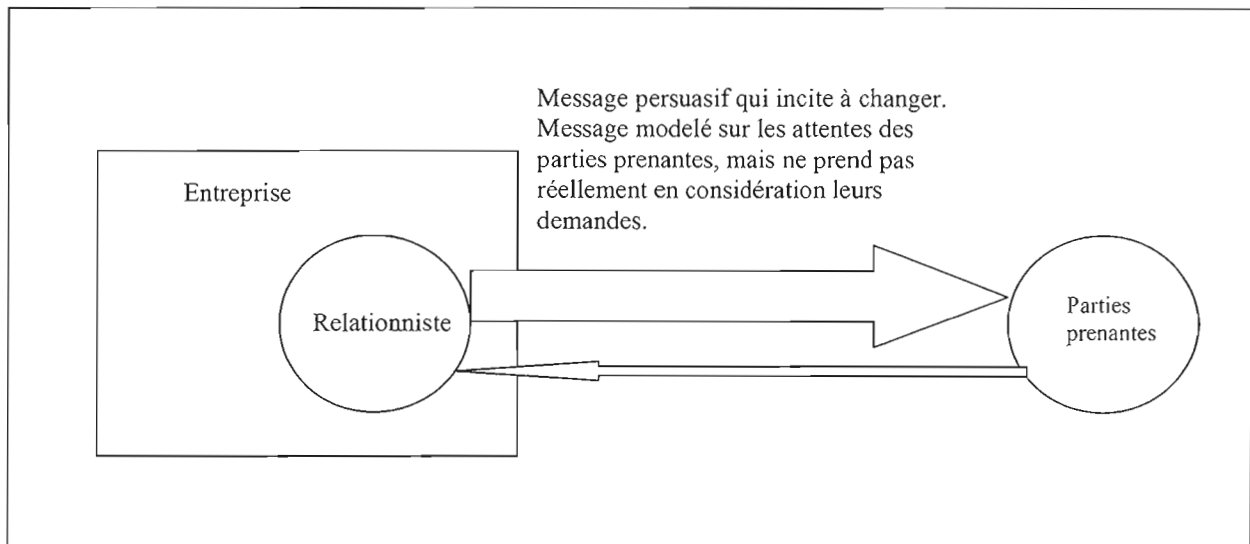 Message persuasif qui incite à changer.
Message modelé sur les attentes des
parties prenantes, mais ne prend pas
réellement en considération leurs
demandes.
Entreprise
Relationniste
Parties
prenantes